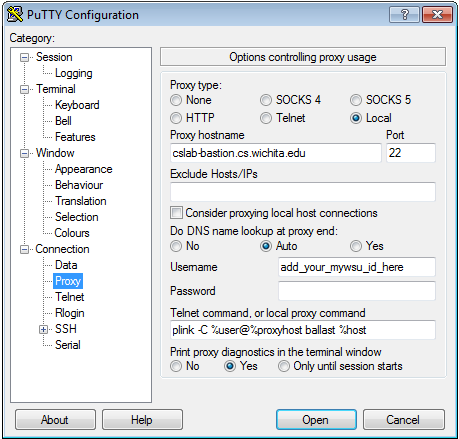 PuTTY Configuration
Category:
Session
Logging
Terminal
Keyboard
Bell
Features
Window
Appearance
Behaviour
Translation
Selection
Colours
Connection
Data
Proxy
Telnet
Rlogin
SSH
Serial
Options controlling proxy usage
Proxy type:
None SOCKS 4 SOCKS 5
HTTP Telnet Local
Proxy hostname Port
cslab-bastion.cs.wichita.edu 22
Exclude Hosts/IPs
Consider proxying local host connections
Do DNS name lookup at proxy end:
No Auto Yes
Username add_your_mywsu_id_here
Password
Telnet command, or local proxy command
plink -C %user@%proxyhost ballast %host
Print proxy diagnostics in the terminal window
No Yes Only until session starts
About Help Open Cancel